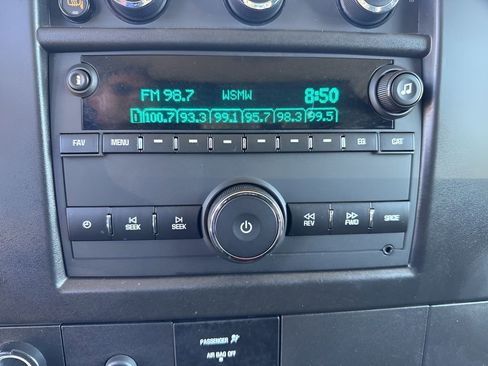 FM 98.7 WSMW 8:50
1 100.7 93.3 99.1 95.7 98.3 99.5
FAV MENU EQ CAT
SEEK SEEK REV FWD SRCE
PASSENGER
AIR BAG OFF